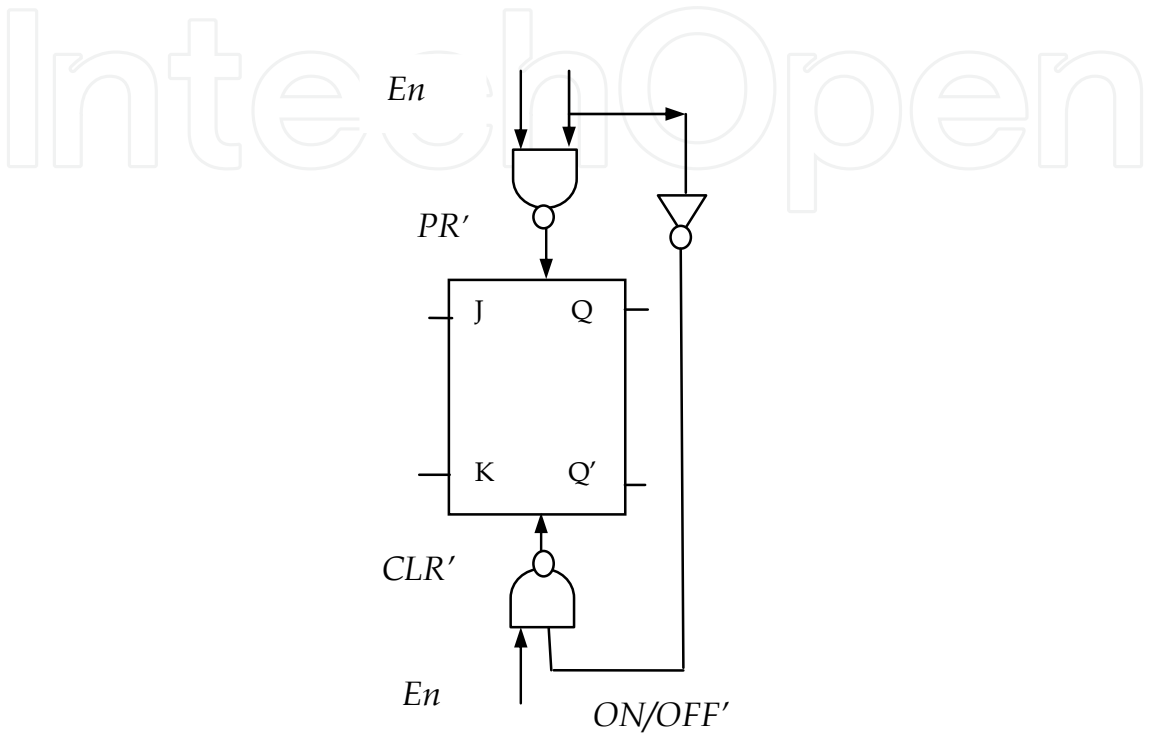 IntechOpen
En
PR′
J Q
K Q′
CLR′
En
ON/OFF′